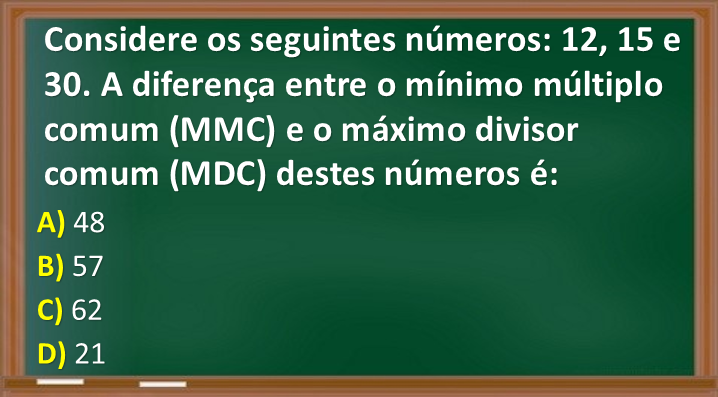 Considere os seguintes números: 12, 15 e
30. A diferença entre o mínimo múltiplo
comum (MMC) e o máximo divisor
comum (MDC) destes números é:
A) 48
B) 57
C) 62
D) 21